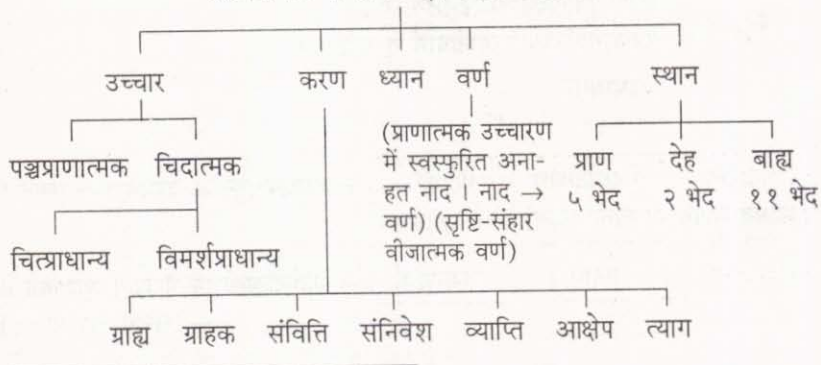 उच्चार करण ध्यान वर्ण स्थान
पञ्चप्राणात्मक चिदात्मक
(प्राणात्मक उच्चारण
में स्वस्फुरित अना-
हत नाद । नाद →
वर्ण) (सृष्टि-संहार
वीजात्मक वर्ण)
प्राण देह बाह्य
५ भेद २ भेद ११ भेद
चित्प्राधान्य विमर्शप्राधान्य
ग्राह्य ग्राहक संवित्ति संनिवेश व्याप्ति आक्षेप त्याग